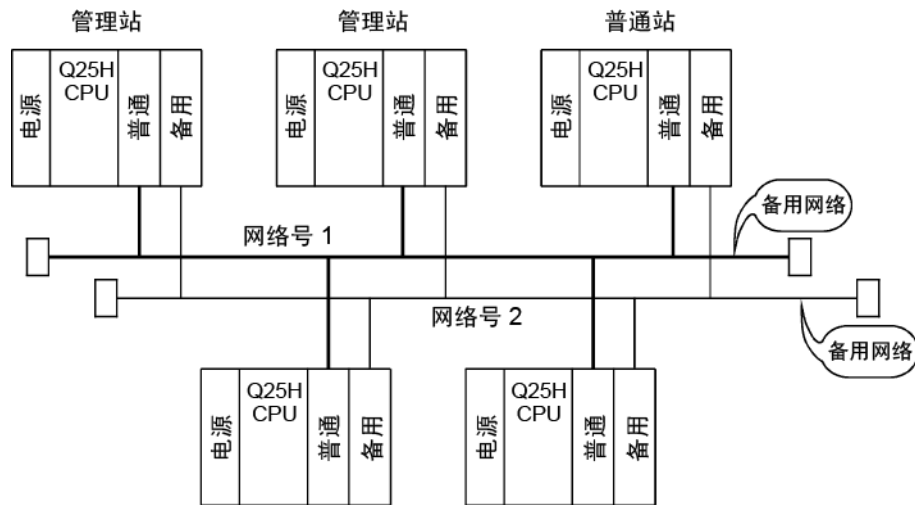 管理站
管理站
普通站
电源
Q25H
CPU
普通
备用
电源
Q25H
CPU
普通
备用
电源
Q25H
CPU
普通
备用
备用网络
网络号 1
网络号 2
备用网络
电源
Q25H
CPU
普通
备用
电源
Q25H
CPU
普通
备用